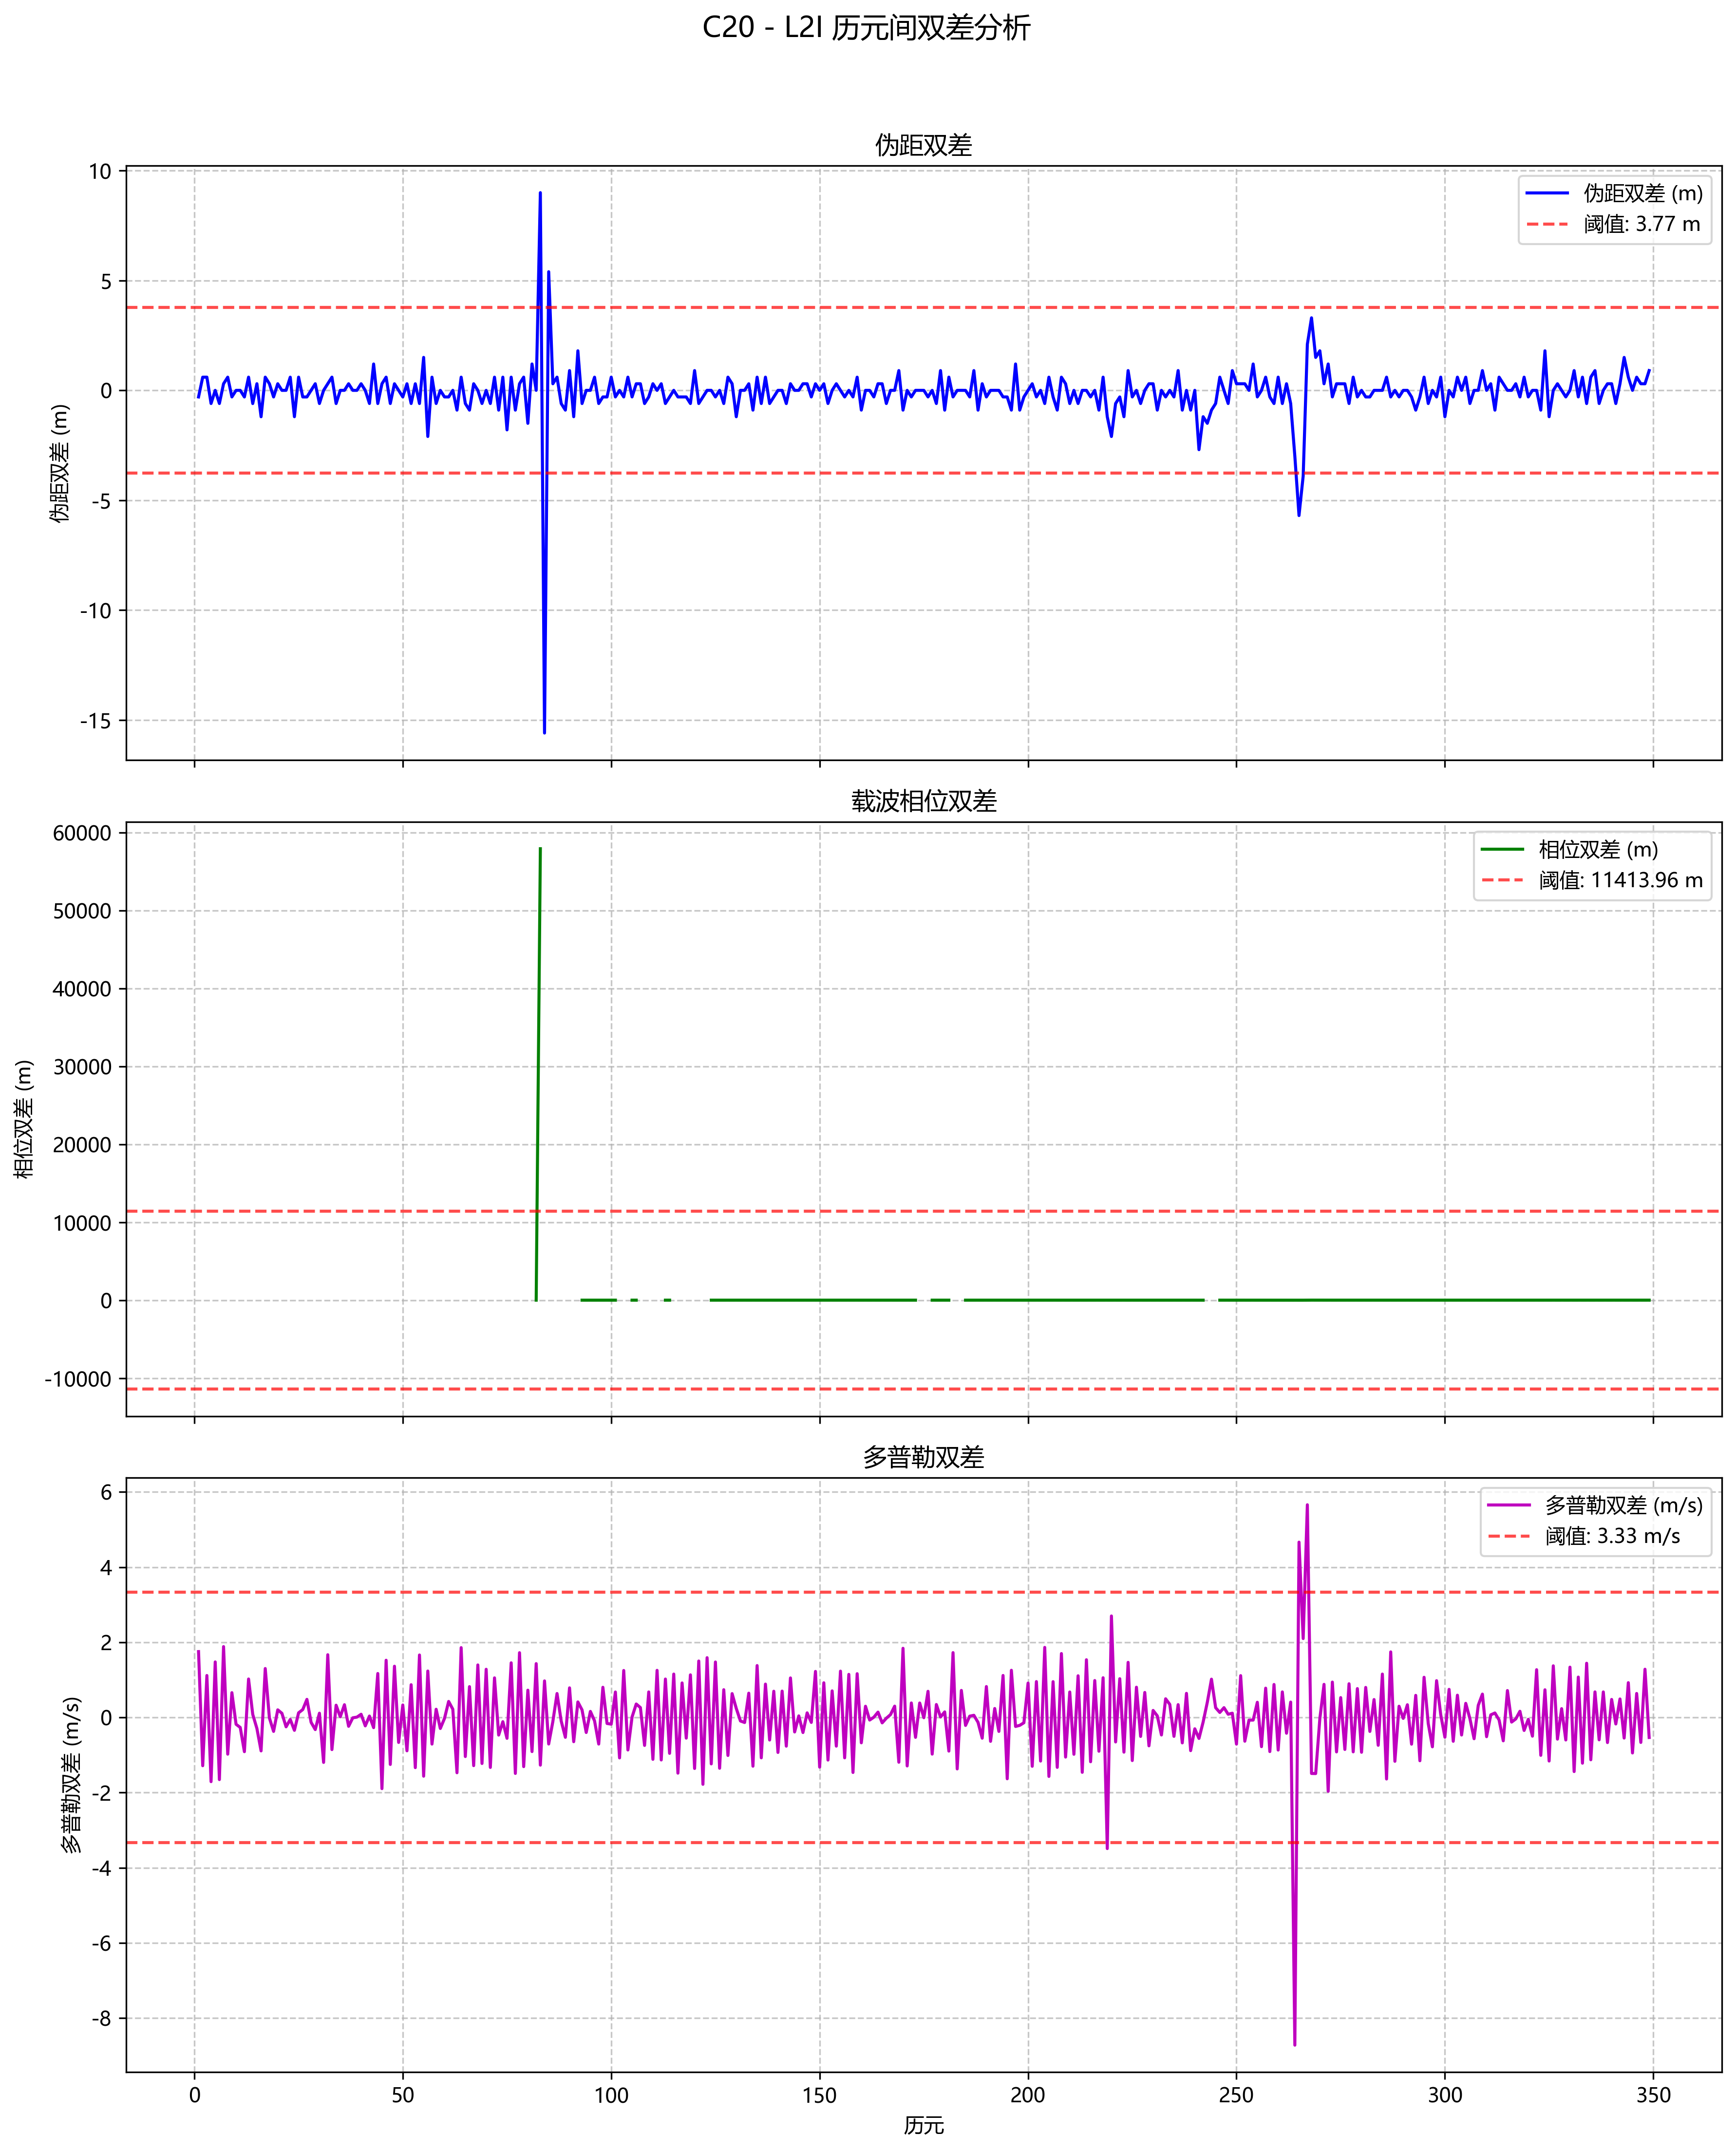 C20 - L2I 历元间双差分析
伪距双差
10
5
0
-5
-10
-15
伪距双差 (m)
伪距双差 (m)
阈值: 3.77 m
载波相位双差
60000
50000
40000
30000
20000
10000
0
-10000
相位双差 (m)
相位双差 (m)
阈值: 11413.96 m
多普勒双差
6
4
2
0
-2
-4
-6
-8
多普勒双差 (m/s)
多普勒双差 (m/s)
阈值: 3.33 m/s
0 50 100 150 200 250 300 350
历元